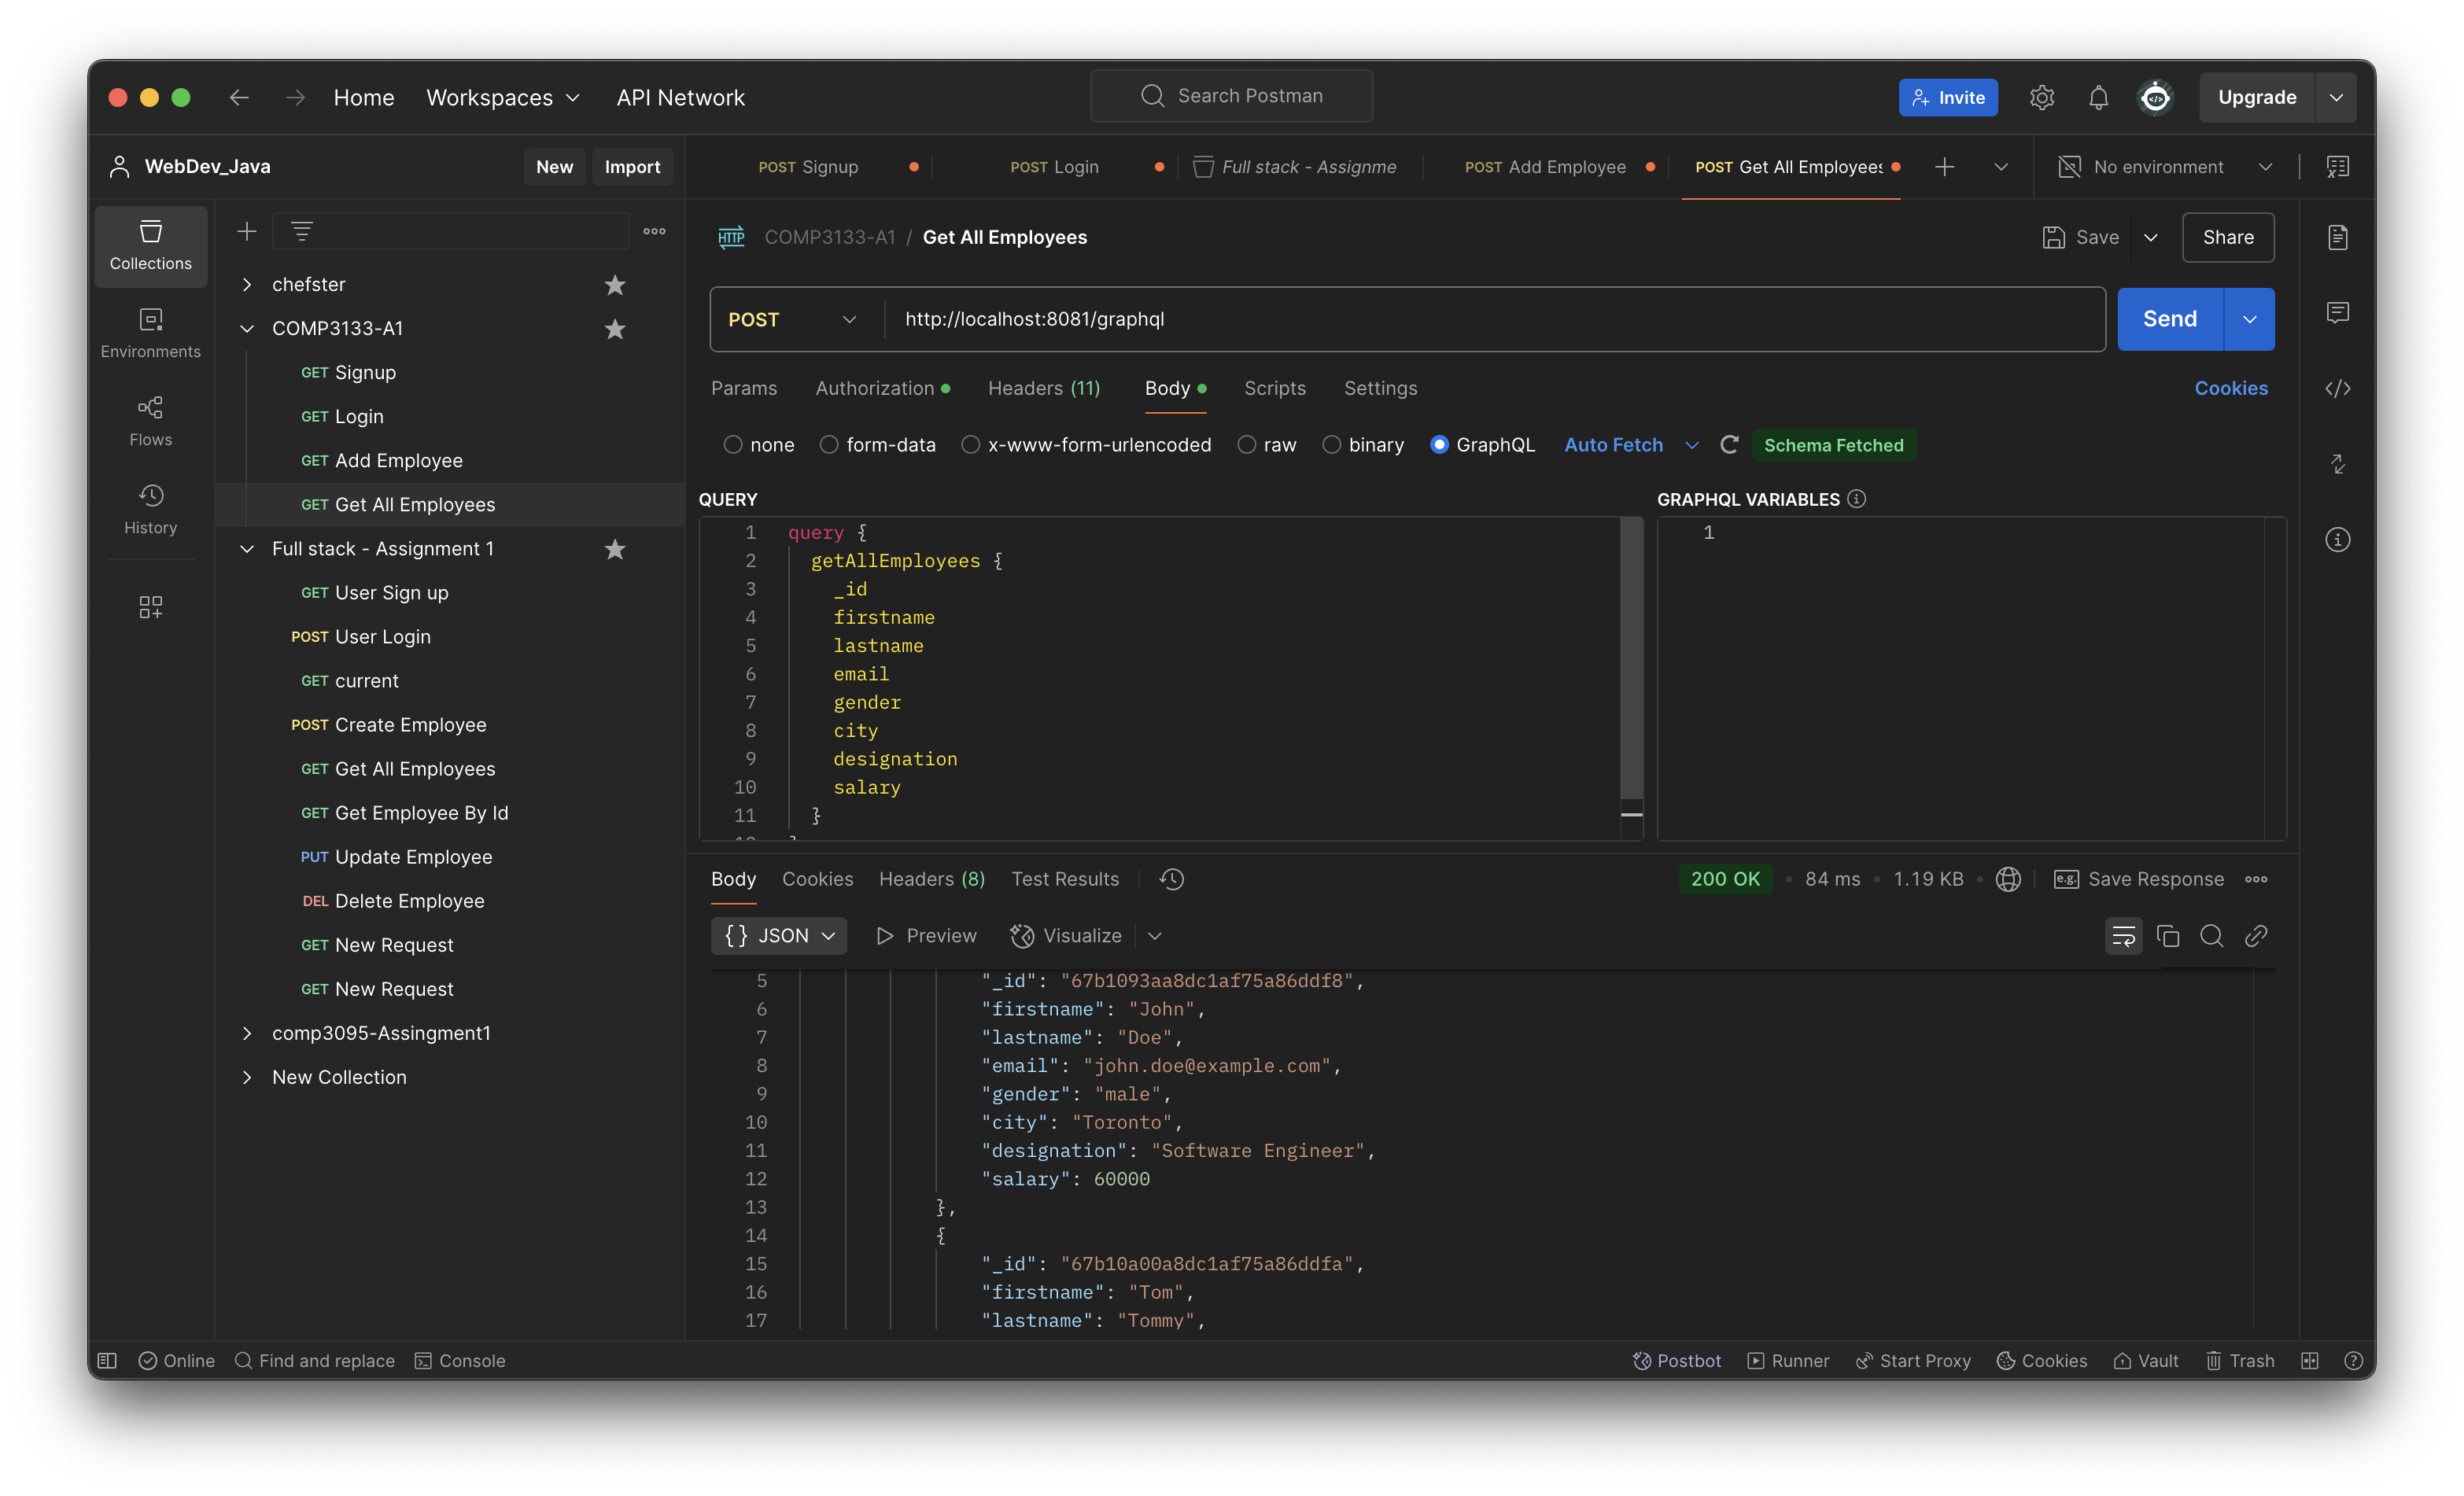 Home Workspaces API Network Search Postman Invite Upgrade
WebDev_Java New Import
POST Signup POST Login Full stack - Assignme POST Add Employee POST Get All Employees No environment
Collections
Environments
Flows
History
chefster
COMP3133-A1
GET Signup
GET Login
GET Add Employee
GET Get All Employees
Full stack - Assignment 1
GET User Sign up
POST User Login
GET current
POST Create Employee
GET Get All Employees
GET Get Employee By Id
PUT Update Employee
DEL Delete Employee
GET New Request
GET New Request
comp3095-Assingment1
New Collection
HTTP COMP3133-A1 / Get All Employees Save Share
POST http://localhost:8081/graphql Send
Params Authorization Headers (11) Body Scripts Settings Cookies
none form-data x-www-form-urlencoded raw binary GraphQL Auto Fetch Schema Fetched
QUERY
1 query {
2 getAllEmployees {
3 _id
4 firstname
5 lastname
6 email
7 gender
8 city
9 designation
10 salary
11 }
GRAPHQL VARIABLES
1
Body Cookies Headers (8) Test Results 200 OK 84 ms 1.19 KB e.g. Save Response
{} JSON Preview Visualize
5 "_id": "67b1093aa8dc1af75a86ddf8",
6 "firstname": "John",
7 "lastname": "Doe",
8 "email": "john.doe@example.com",
9 "gender": "male",
10 "city": "Toronto",
11 "designation": "Software Engineer",
12 "salary": 60000
13 },
14 {
15 "_id": "67b10a00a8dc1af75a86ddfa",
16 "firstname": "Tom",
17 "lastname": "Tommy",
Online Find and replace Console Postbot Runner Start Proxy Cookies Vault Trash